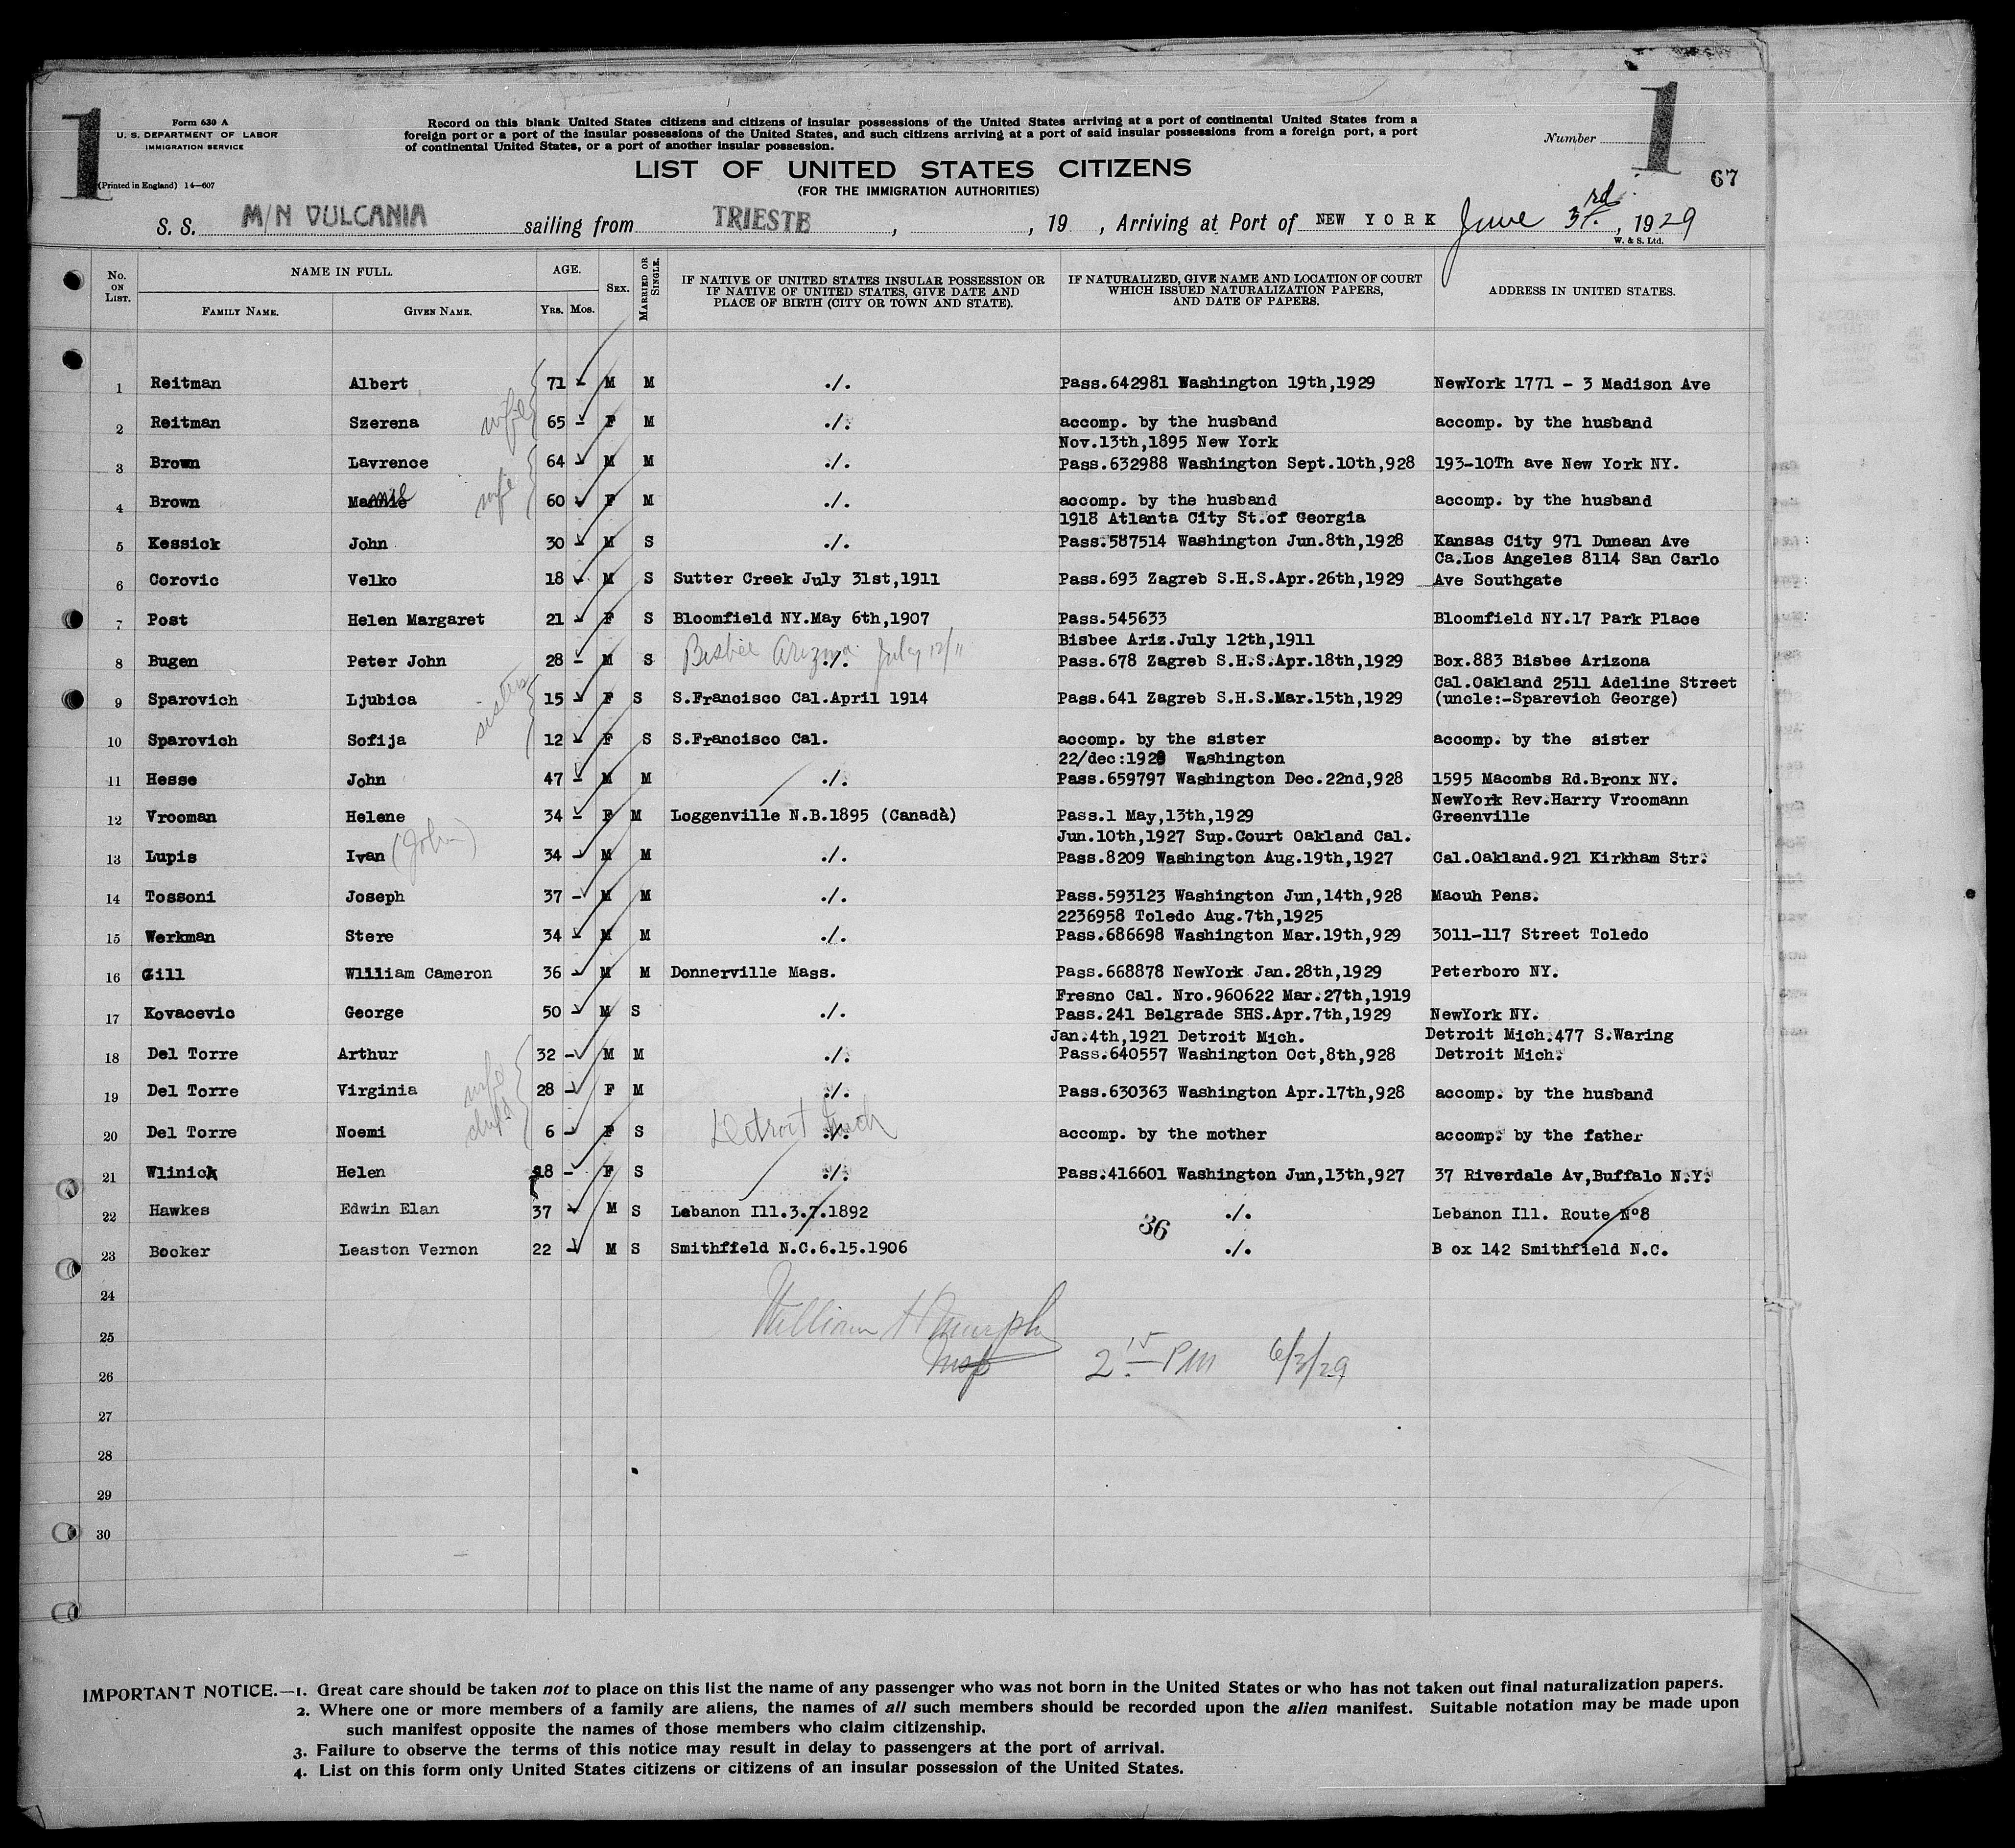 1
Form 630 A
U. S. DEPARTMENT OF LABOR
IMMIGRATION SERVICE
(Printed in England) 14—607
Record on this blank United States citizens and citizens of insular possessions of the United States arriving at a port of continental United States from a
foreign port or a port of the insular possessions of the United States, and such citizens arriving at a port of said insular possessions from a foreign port, a port
of continental United States, or a port of another insular possession.
Number 1
67
LIST OF UNITED STATES CITIZENS
(FOR THE IMMIGRATION AUTHORITIES)
S. S. M/N VULCANIA sailing from TRIESTE , , 19 , Arriving at Port of NEW YORK June 3rd. , 1929
W. & S. Ltd.
No. ON LIST. NAME IN FULL. AGE. SEX. MARRIED OR SINGLE. IF NATIVE OF UNITED STATES INSULAR POSSESSION OR IF NATIVE OF UNITED STATES, GIVE DATE AND PLACE OF BIRTH (CITY OR TOWN AND STATE). IF NATURALIZED, GIVE NAME AND LOCATION OF COURT WHICH ISSUED NATURALIZATION PAPERS, AND DATE OF PAPERS. ADDRESS IN UNITED STATES.
FAMILY NAME. GIVEN NAME. YRS. MOS.
1 Reitman Albert 71 - M M ./. Pass.642981 Washington 19th,1929 NewYork 1771 - 3 Madison Ave
2 Reitman Szerena wife 65 - F M ./. accomp. by the husband accomp. by the husband
Nov.13th,1895 New York
3 Brown Lavrence 64 M M ./. Pass.632988 Washington Sept.10th,928 193-10Th ave New York NY.
4 Brown Mannie wife 60 F M ./. accomp. by the husband accomp. by the husband
1918 Atlanta City St.of Georgia
5 Kessick John 30 - M S ./. Pass.587514 Washington Jun.8th,1928 Kansas City 971 Dunean Ave
Ca.Los Angeles 8114 San Carlo
6 Corovic Velko 18 M S Sutter Creek July 31st,1911 Pass.693 Zagreb S.H.S.Apr.26th,1929 Ave Southgate
7 Post Helen Margaret 21 F S Bloomfield NY.May 6th,1907 Pass.545633 Bloomfield NY.17 Park Place
Bisbee Ariz.July 12th,1911
8 Bugen Peter John 28 - M S Bisbee Arizona ./. July 12/11 Pass.678 Zagreb S.H.S.Apr.18th,1929 Box.883 Bisbee Arizona
Cal.Oakland 2511 Adeline Street
9 Sparovich Ljubica sisters 15 F S S.Francisco Cal.April 1914 Pass.641 Zagreb S.H.S.Mar.15th,1929 (uncle:-Sparevich George)
10 Sparovich Sofija 12 - F S S.Francisco Cal. accomp. by the sister accomp. by the sister
22/dec:1928 Washington
11 Hesse John 47 - M M ./. Pass.659797 Washington Dec.22nd,928 1595 Macombs Rd.Bronx NY.
NewYork Rev.Harry Vroomann
12 Vrooman Helene 34 - F M Loggenville N.B.1895 (Canada) Pass.1 May,13th,1929 Greenville
Jun.10th,1927 Sup.Court Oakland Cal.
13 Lupis Ivan (John) 34 - M M ./. Pass.8209 Washington Aug.19th,1927 Cal.Oakland.921 Kirkham Str.
14 Tossoni Joseph 37 - M M ./. Pass.593123 Washington Jun,14th,928 Macuh Pens.
2236958 Toledo Aug.7th,1925
15 Werkman Stere 34 - M M ./. Pass.686698 Washington Mar.19th,929 3011-117 Street Toledo
16 Gill Wlliam Cameron 36 - M M Donnerville Mass. Pass.668878 NewYork Jan.28th,1929 Peterboro NY.
Fresno Cal. Nro.960622 Mar.27th,1919
17 Kovacevic George 50 - M S ./. Pass.241 Belgrade SHS.Apr.7th,1929 NewYork NY.
Jan.4th,1921 Detroit Mich. Detroit Mich.477 S.Waring
18 Del Torre Arthur 32 - M M ./. Pass.640557 Washington Oct,8th,928 Detroit Mich.
19 Del Torre Virginia wife 28 - F M ./. Pass.630363 Washington Apr.17th,928 accomp. by the husband
20 Del Torre Noemi child 6 - F S Detroit Mich ./. accomp. by the mother accomp. by the father
21 Wlinick Helen 18 - F S ./. Pass.416601 Washington Jun,13th,927 37 Riverdale Av,Buffalo N.Y.
22 Hawkes Edwin Elan 37 - M S Lebanon Ill.3.7.1892 36 ./. Lebanon Ill. Route N°8
23 Booker Leaston Vernon 22 - M S Smithfield N.C.6.15.1906 ./. B ox 142 Smithfield N.C.
24
25 William H Murphy
26 Insp 2 15 PM 6/3/29
27
28
29
30
IMPORTANT NOTICE.—1. Great care should be taken not to place on this list the name of any passenger who was not born in the United States or who has not taken out final naturalization papers.
2. Where one or more members of a family are aliens, the names of all such members should be recorded upon the alien manifest. Suitable notation may be made upon
such manifest opposite the names of those members who claim citizenship.
3. Failure to observe the terms of this notice may result in delay to passengers at the port of arrival.
4. List on this form only United States citizens or citizens of an insular possession of the United States.